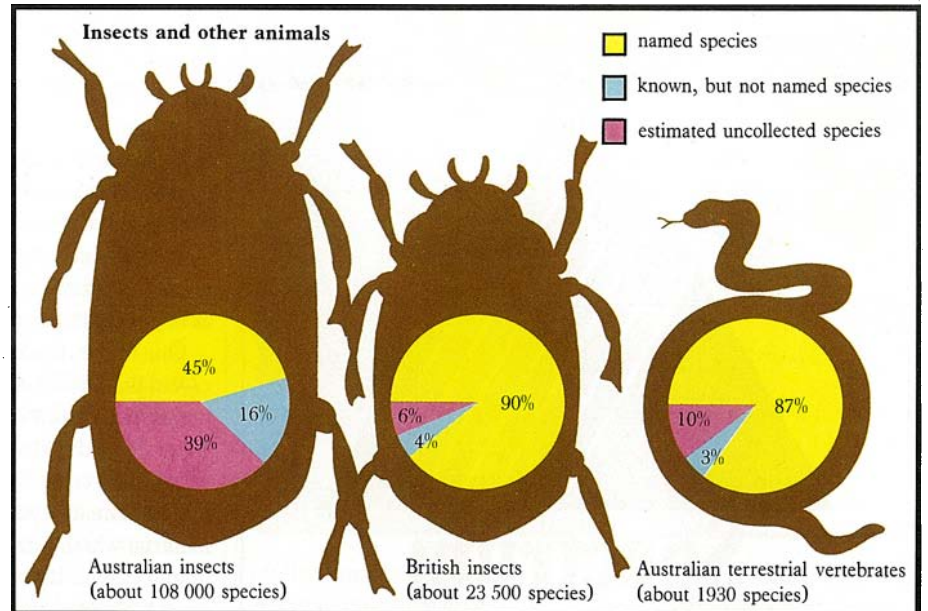 Insects and other animals
named species
known, but not named species
estimated uncollected species
45%
16%
39%
90%
6%
4%
87%
10%
3%
Australian insects
(about 108 000 species)
British insects
(about 23 500 species)
Australian terrestrial vertebrates
(about 1930 species)